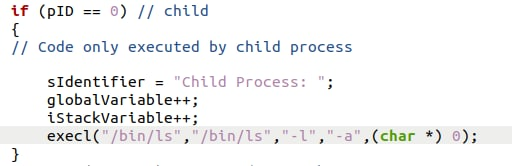 if (pID == 0) // child
{
// Code only executed by child process
sIdentifier = "Child Process: ";
globalVariable++;
iStackVariable++;
execl("/bin/ls","/bin/ls","-l","-a",(char *) 0);
}